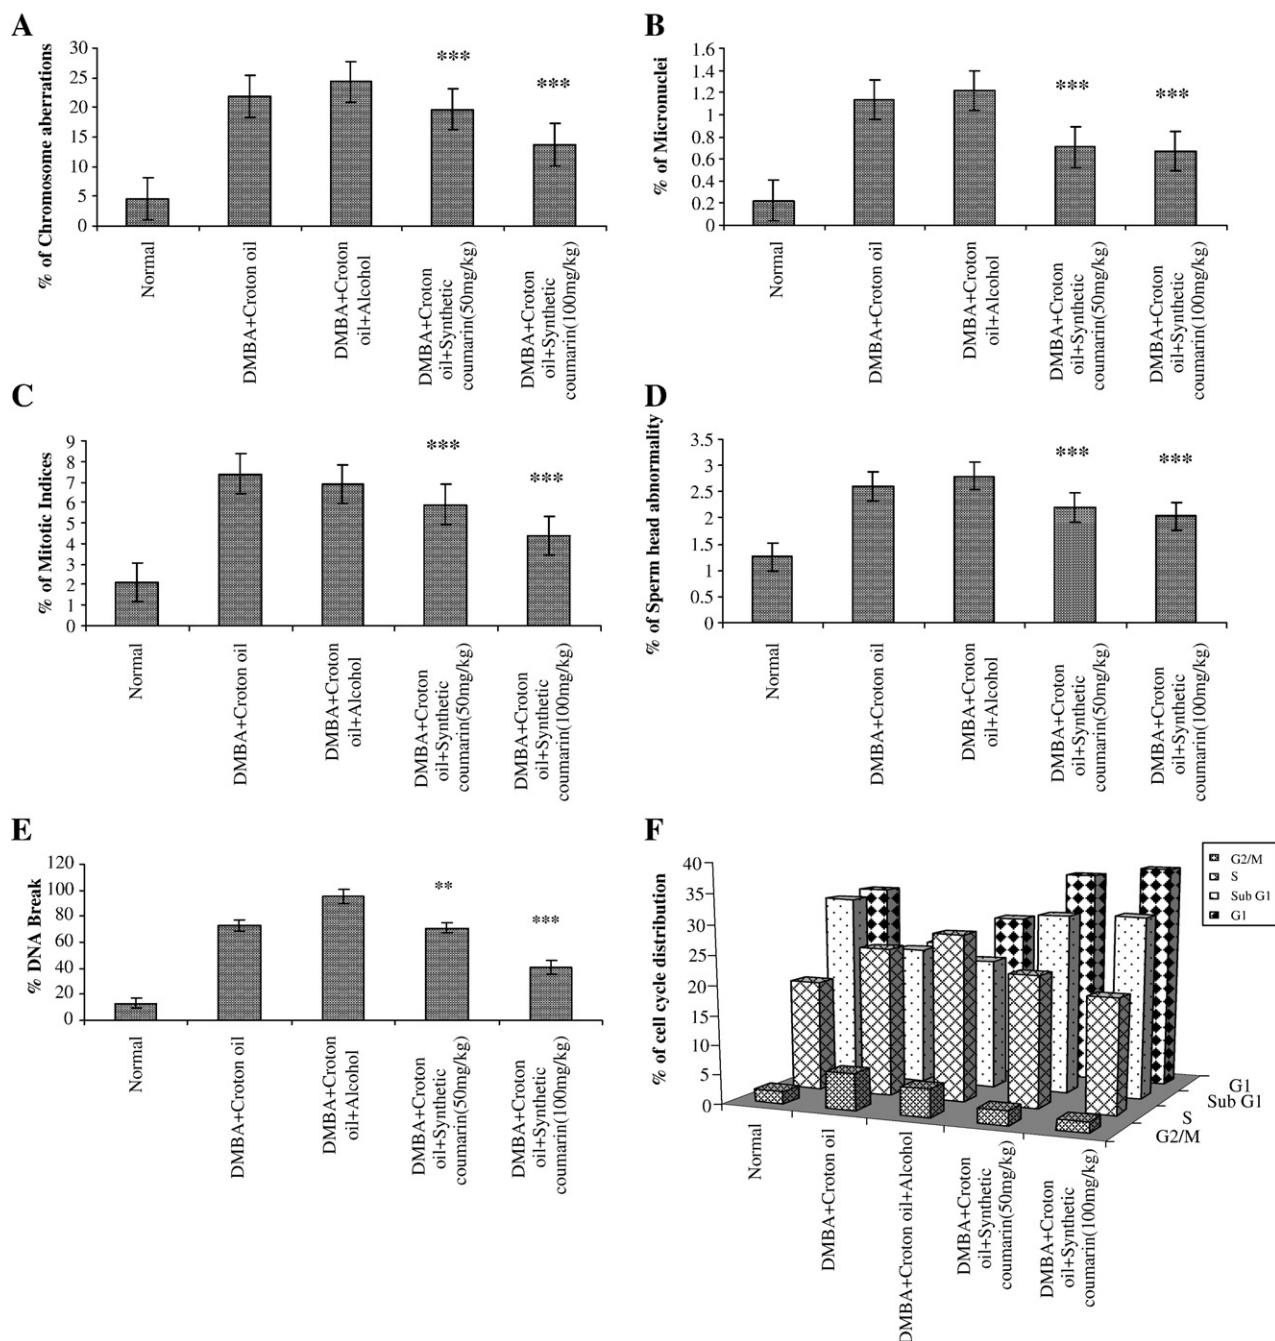 A
% of Chromosome aberrations
30
25
20
15
10
5
0
***
***
Normal
DMBA+Croton oil
DMBA+Croton
oil+Alcohol
DMBA+Croton
oil+Synthetic
coumarin(50mg/kg)
DMBA+Croton
oil+Synthetic
coumarin(100mg/kg)
B
% of Micronuclei
1.6
1.4
1.2
1
0.8
0.6
0.4
0.2
0
***
***
Normal
DMBA+Croton oil
DMBA+Croton
oil+Alcohol
DMBA+Croton
oil+Synthetic
coumarin(50mg/kg)
DMBA+Croton
oil+Synthetic
coumarin(100mg/kg)
C
% of Mitotic Indices
9
8
7
6
5
4
3
2
1
0
***
***
Normal
DMBA+Croton oil
DMBA+Croton
oil+Alcohol
DMBA+Croton
oil+Synthetic
coumarin(50mg/kg)
DMBA+Croton
oil+Synthetic
coumarin(100mg/kg)
D
% of Sperm head abnormality
3.5
3
2.5
2
1.5
1
0.5
0
***
***
Normal
DMBA+Croton oil
DMBA+Croton
oil+Alcohol
DMBA+Croton
oil+Synthetic
coumarin(50mg/kg)
DMBA+Croton
oil+Synthetic
coumarin(100mg/kg)
E
% DNA Break
120
100
80
60
40
20
0
**
***
Normal
DMBA+Croton oil
DMBA+Croton
oil+Alcohol
DMBA+Croton
oil+Synthetic
coumarin(50mg/kg)
DMBA+Croton
oil+Synthetic
coumarin(100mg/kg)
F
% of cell cycle distribution
40
35
30
25
20
15
10
5
0
G2/M
S
Sub G1
G1
G1
Sub G1
S
G2/M
Normal
DMBA+Croton oil
DMBA+Croton oil+Alcohol
DMBA+Croton
oil+Synthetic
coumarin(50mg/kg)
DMBA+Croton
oil+Synthetic
coumarin(100mg/kg)